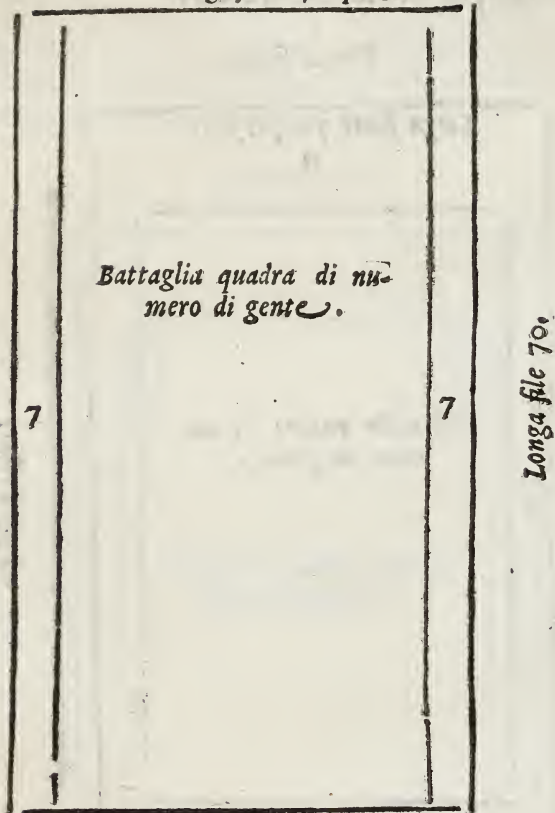 Battaglia quadra di nu-
mero di gente.
7
7
Longa file 70.